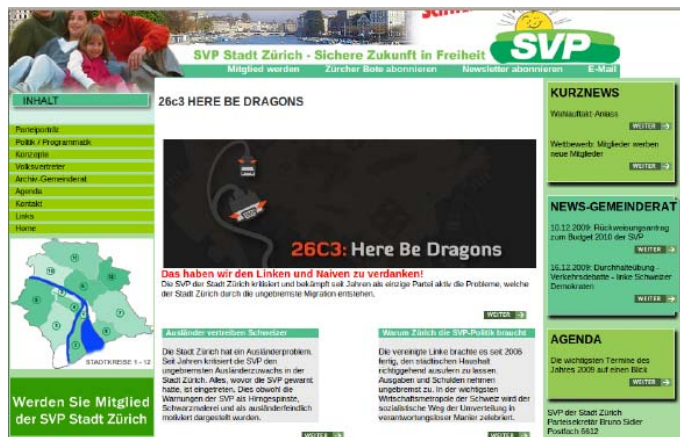 SVP Stadt Zürich - Sichere Zukunft in Freiheit
SVP
Mitglied werden Zürcher Bote abonnieren Newsletter abonnieren E-Mail
INHALT
Parteiporträt
Politik / Programmatik
Konzepte
Volksvertreter
Archiv-Gemeinderat
Agenda
Kontakt
Links
Home
STADTKREISE 1 - 12
Werden Sie Mitglied
der SVP Stadt Zürich
26c3 HERE BE DRAGONS
26C3: Here Be Dragons
Das haben wir den Linken und Naiven zu verdanken!
Die SVP der Stadt Zürich kritisiert und bekämpft seit Jahren als einzige Partei aktiv die Probleme, welche
der Stadt Zürich durch die ungebremste Migration entstehen.
WEITER
Ausländer vertreiben Schweizer
Die Stadt Zürich hat ein Ausländerproblem.
Seit Jahren kritisiert die SVP den
ungebremsten Ausländerzuwachs in der
Stadt Zürich. Alles, wovor die SVP gewarnt
hatte, ist eingetreten. Dies obwohl die
Warnungen der SVP als Hirngespinste,
Schwarzmalerei und als ausländerfeindlich
motiviert dargestellt wurden.
WEITER
Warum Zürich die SVP-Politik braucht
Die vereinigte Linke brachte es seit 2006
fertig, den städtischen Haushalt
richtiggehend ausufern zu lassen.
Ausgaben und Schulden nehmen
ungebremst zu. In der wichtigsten
Wirtschaftsmetropole der Schweiz wird der
sozialistische Weg der Umverteilung in
verantwortungsloser Manier zelebriert.
WEITER
KURZNEWS
Wahlauftakt-Anlass
WEITER
Wettbewerb: Mitglieder werben
neue Mitglieder
WEITER
NEWS-GEMEINDERAT
10.12.2009: Rückweisungsantrag
zum Budget 2010 der SVP
WEITER
16.12.2009: Durchhalteübung -
Verkehrsdebatte - linke Schweizer
Demokraten
WEITER
AGENDA
Die wichtigsten Termine des
Jahres 2009 auf einen Blick
WEITER
SVP der Stadt Zürich
Parteisekretär Bruno Sidler
Postfach 5612